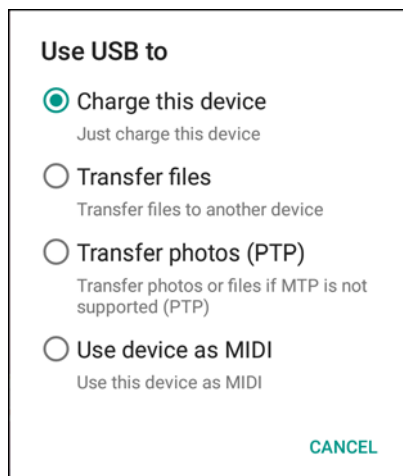 Use USB to
Charge this device
Just charge this device
Transfer files
Transfer files to another device
Transfer photos (PTP)
Transfer photos or files if MTP is not
supported (PTP)
Use device as MIDI
Use this device as MIDI
CANCEL